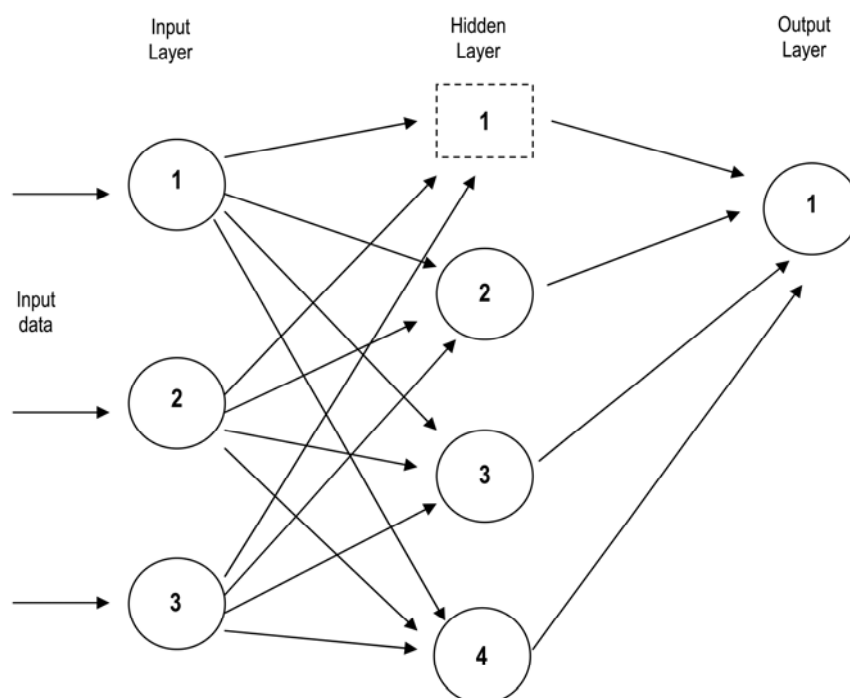 Input
Layer
Hidden
Layer
Output
Layer
1
1
1
2
Input
data
2
3
3
4